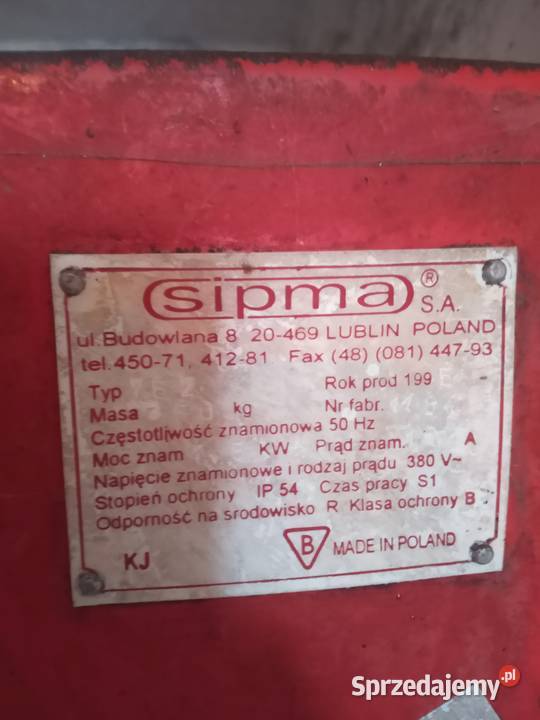 sipma ® S.A.
ul.Budowlana 8 20-469 LUBLIN POLAND
tel.450-71, 412-81 Fax (48) (081) 447-93
Typ Rok prod 199
Masa kg Nr fabr.
Częstotliwość znamionowa 50 Hz
Moc znam KW Prąd znam. A
Napięcie znamionowe i rodzaj prądu 380 V~
Stopień ochrony IP 54 Czas pracy S1
Odporność na srodowisko R Klasa ochrony B
KJ B MADE IN POLAND
Sprzedajemy.pl